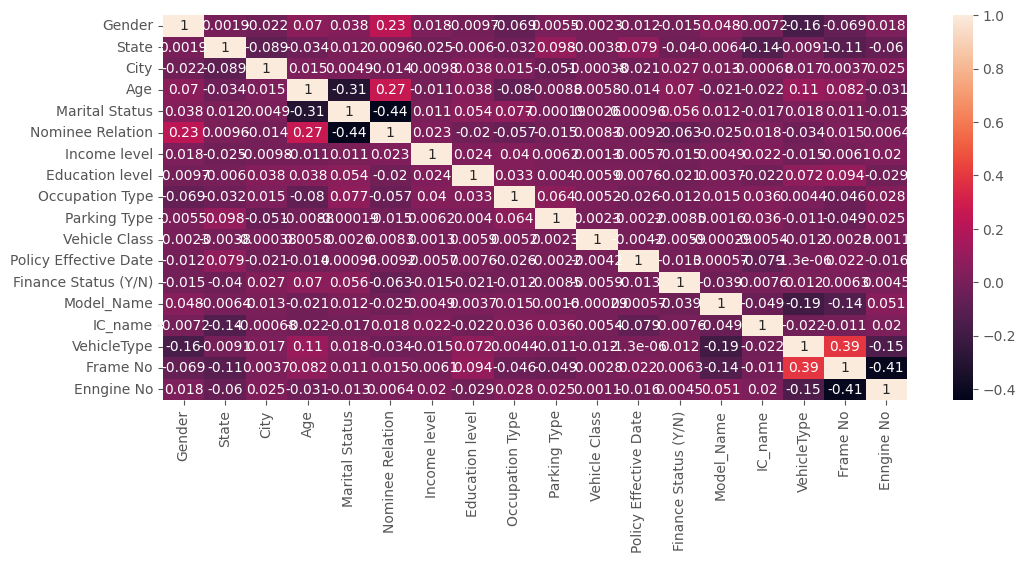 Gender 1 0.0019 -0.022 0.07 0.038 0.23 0.018 -0.0097 -0.069 0.0055 -0.0023 -0.012 -0.015 0.048 -0.0072 -0.16 -0.069 0.018 1.0
State 0.0019 1 -0.089 -0.034 0.012 0.0096 -0.025 -0.006 -0.032 0.098 -0.0038 0.079 -0.04 -0.0064 -0.14 -0.0091 -0.11 -0.06
City -0.022 -0.089 1 0.015 0.0049 -0.014 -0.0098 0.038 0.015 -0.051 -0.00038 -0.021 0.027 0.013 -0.00068 0.017 0.0037 0.025
Age 0.07 -0.034 0.015 1 -0.31 0.27 -0.011 0.038 -0.08 -0.0088 0.0058 -0.014 0.07 -0.021 -0.022 0.11 0.082 -0.031 0.8
Marital Status 0.038 0.012 0.0049 -0.31 1 -0.44 0.011 0.054 0.077 -0.00019 0.0026 -0.00096 0.056 0.012 -0.017 0.018 0.011 -0.013
Nominee Relation 0.23 0.0096 -0.014 0.27 -0.44 1 0.023 -0.02 -0.057 -0.015 0.0083 -0.0092 -0.063 -0.025 0.018 -0.034 0.015 0.0064 0.6
Income level 0.018 -0.025 -0.0098 -0.011 0.011 0.023 1 0.024 0.04 0.0062 0.0013 -0.0057 -0.015 0.0049 0.022 -0.015 -0.0061 0.02
Education level -0.0097 -0.006 0.038 0.038 0.054 -0.02 0.024 1 0.033 0.004 -0.0059 0.0076 -0.021 0.0037 -0.022 0.072 0.094 -0.029 0.4
Occupation Type -0.069 -0.032 0.015 -0.08 0.077 -0.057 0.04 0.033 1 0.064 0.0052 -0.026 -0.012 0.015 0.036 0.0044 -0.046 0.028
Parking Type 0.0055 0.098 -0.051 -0.0088 -0.00019 -0.015 0.0062 0.004 0.064 1 0.0023 -0.0022 -0.0085 0.0016 0.036 -0.011 -0.049 0.025
Vehicle Class -0.0023 -0.0038 -0.00038 0.0058 0.0026 0.0083 0.0013 -0.0059 0.0052 0.0023 1 -0.0042 -0.0059 -0.00029 -0.0054 -0.012 -0.0028 -0.0011 0.2
Policy Effective Date -0.012 0.079 -0.021 -0.014 -0.00096 -0.0092 -0.0057 0.0076 -0.026 -0.0022 -0.0042 1 -0.013 0.00057 -0.079 -1.3e-06 0.022 -0.016
Finance Status (Y/N) -0.015 -0.04 0.027 0.07 0.056 -0.063 -0.015 -0.021 -0.012 -0.0085 -0.0059 -0.013 1 -0.039 -0.0076 0.012 0.0063 -0.0045 0.0
Model_Name 0.048 -0.0064 0.013 -0.021 0.012 -0.025 0.0049 0.0037 0.015 0.0016 -0.00029 0.00057 -0.039 1 -0.049 -0.19 -0.14 0.051
IC_name -0.0072 -0.14 -0.00068 -0.022 -0.017 0.018 0.022 -0.022 0.036 0.036 -0.0054 -0.079 -0.0076 -0.049 1 -0.022 -0.011 0.02 -0.2
VehicleType -0.16 -0.0091 0.017 0.11 0.018 -0.034 -0.015 0.072 0.0044 -0.011 -0.012 -1.3e-06 0.012 -0.19 -0.022 1 0.39 -0.15
Frame No -0.069 -0.11 0.0037 0.082 0.011 0.015 -0.0061 0.094 -0.046 -0.049 -0.0028 0.022 0.0063 -0.14 -0.011 0.39 1 -0.41
Enngine No 0.018 -0.06 0.025 -0.031 -0.013 0.0064 0.02 -0.029 0.028 0.025 -0.0011 -0.016 -0.0045 0.051 0.02 -0.15 -0.41 1 -0.4
Gender
State
City
Age
Marital Status
Nominee Relation
Income level
Education level
Occupation Type
Parking Type
Vehicle Class
Policy Effective Date
Finance Status (Y/N)
Model_Name
IC_name
VehicleType
Frame No
Enngine No